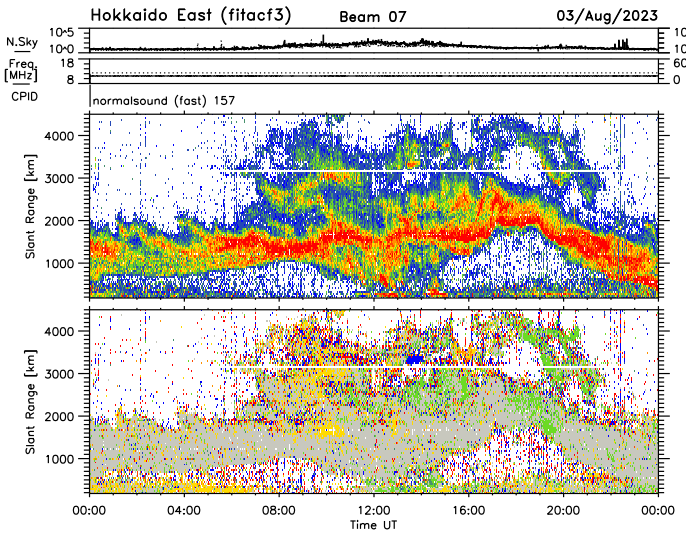 Hokkaido East (fitacf3) Beam 07 03/Aug/2023
N.Sky 10^5 10^0 10 10
Freq. [MHz] 18 8 60 0
CPID normalsound (fast) 157
Slant Range [km] 4000 3000 2000 1000
Slant Range [km] 4000 3000 2000 1000
00:00 04:00 08:00 12:00 16:00 20:00 00:00
Time UT